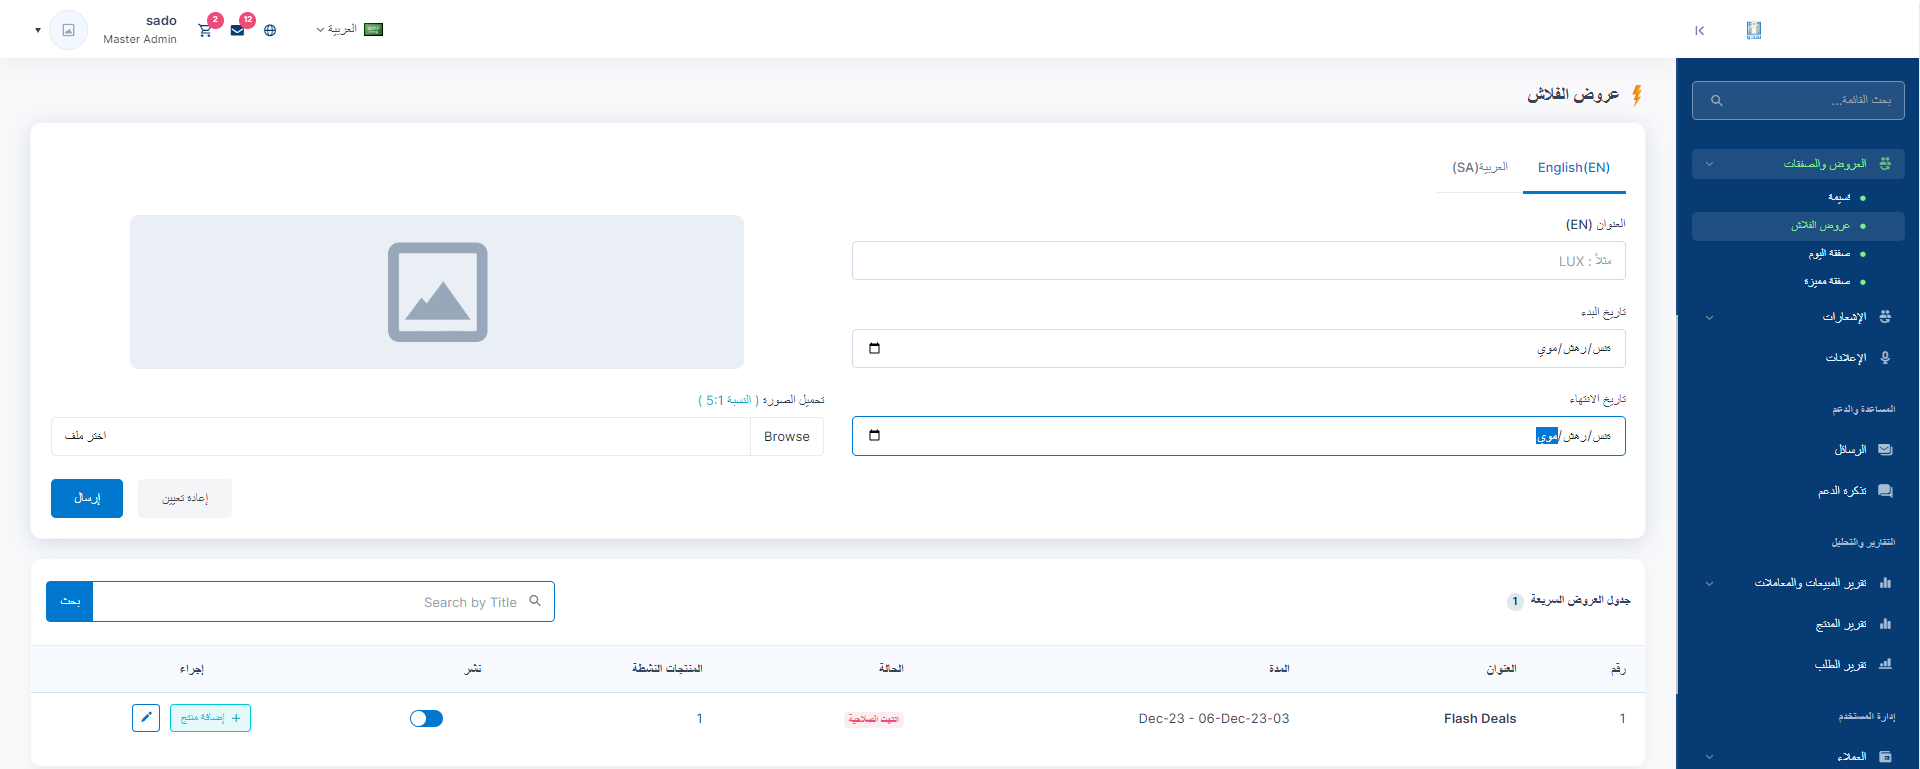 sado
Master Admin
2
12
العربية
بحث القائمة...
العروض والصفقات
قسيمة
عروض الفلاش
صفقة اليوم
صفقة مميزة
الإشعارات
الإعلانات
المساعدة والدعم
الرسائل
تذكرة الدعم
التقارير والتحليل
تقرير المبيعات والمعاملات
تقرير المنتج
تقرير الطلب
إدارة المستخدم
العملاء
عروض الفلاش
English(EN)
العربية(SA)
العنوان (EN)
مثلاً : LUX
تاريخ البدء
تاريخ الانتهاء
تحميل الصورة ( النسبة 5:1 )
اختر ملف
Browse
إعادة تعيين
إرسال
جدول العروض السريعة 1
Search by Title
بحث
رقم العنوان المدة الحالة المنتجات النشطة نشر إجراء
1 Flash Deals Dec-23 - 06-Dec-23-03 انتهت الصلاحية 1 + إضافة منتج